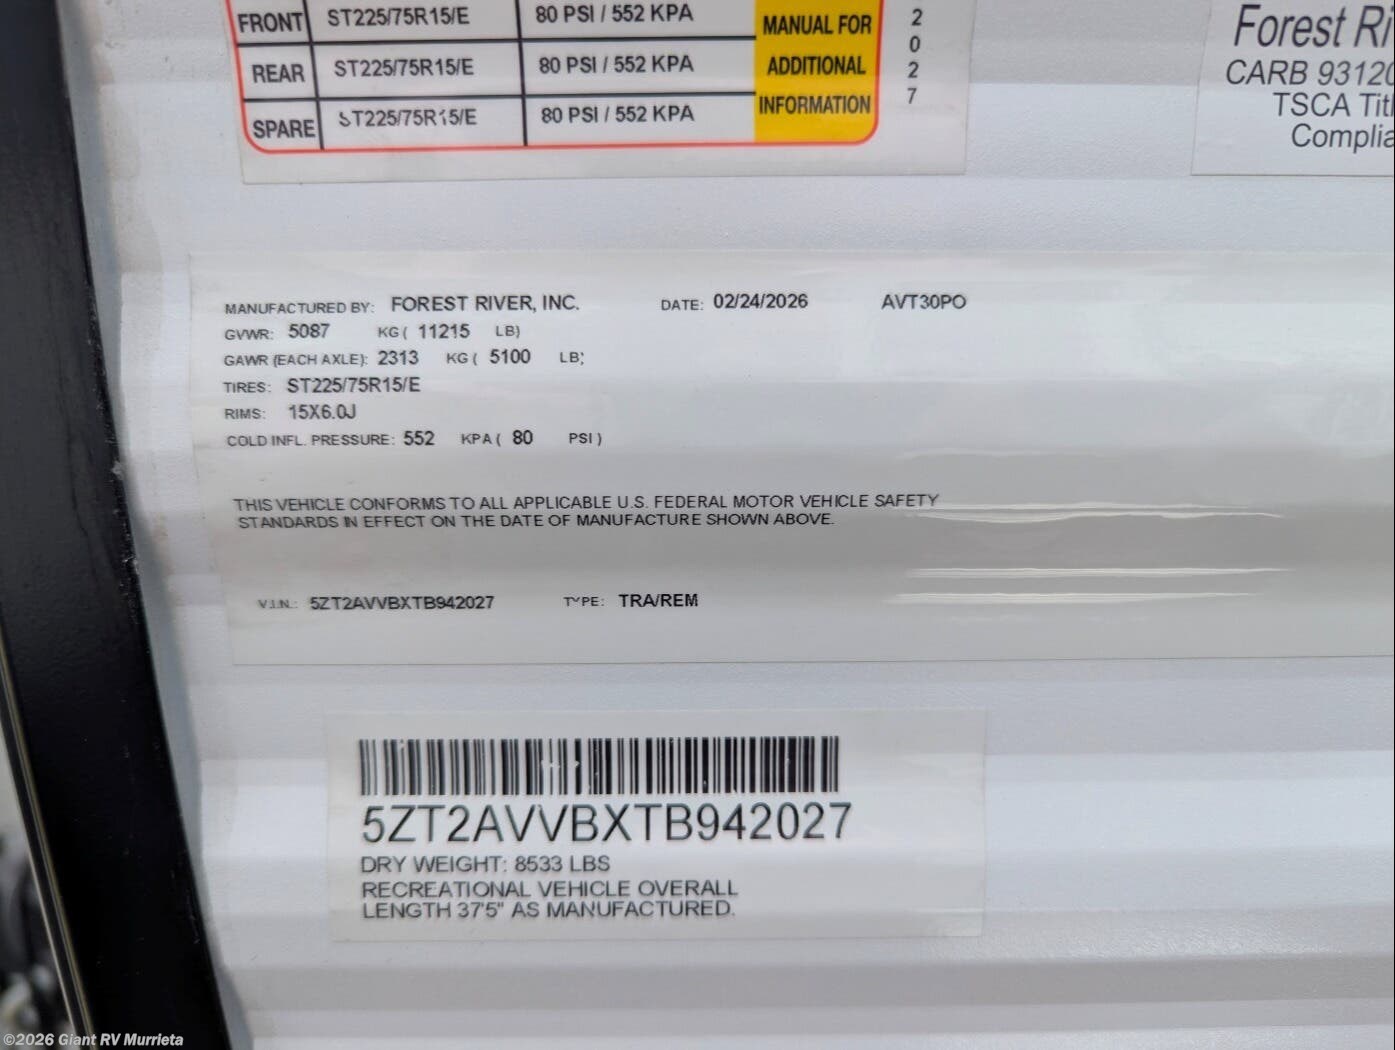 FRONT ST225/75R15/E 80 PSI / 552 KPA MANUAL FOR
REAR ST225/75R15/E 80 PSI / 552 KPA ADDITIONAL
SPARE ST225/75R15/E 80 PSI / 552 KPA INFORMATION
2
0
2
7
Forest Ri
CARB 93120
TSCA Titl
Complia
MANUFACTURED BY: FOREST RIVER, INC. DATE: 02/24/2026 AVT30PO
GVWR: 5087 KG ( 11215 LB)
GAWR (EACH AXLE): 2313 KG ( 5100 LB)
TIRES: ST225/75R15/E
RIMS: 15X6.0J
COLD INFL. PRESSURE: 552 KPA ( 80 PSI )
THIS VEHICLE CONFORMS TO ALL APPLICABLE U.S. FEDERAL MOTOR VEHICLE SAFETY
STANDARDS IN EFFECT ON THE DATE OF MANUFACTURE SHOWN ABOVE.
V.I.N.: 5ZT2AVVBXTB942027 TYPE: TRA/REM
5ZT2AVVBXTB942027
DRY WEIGHT: 8533 LBS
RECREATIONAL VEHICLE OVERALL
LENGTH 37'5" AS MANUFACTURED.
©2026 Giant RV Murrieta